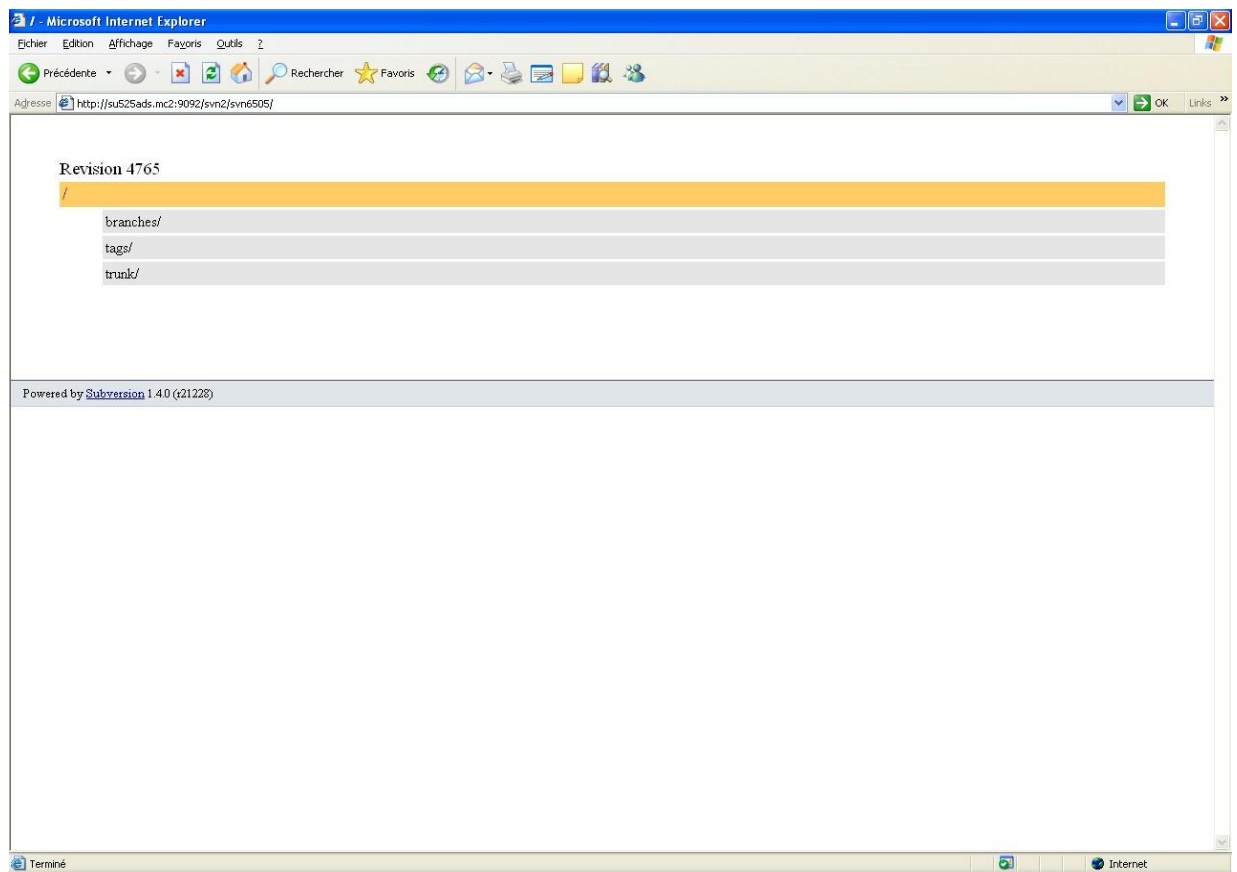 / - Microsoft Internet Explorer
Fichier Edition Affichage Favoris Outils ?
Précédente Rechercher Favoris
Adresse http://su525ads.mc2:9092/svn2/svn6505/ OK Links »
Revision 4765
/
branches/
tags/
trunk/
Powered by Subversion 1.4.0 (r21228)
Terminé Internet